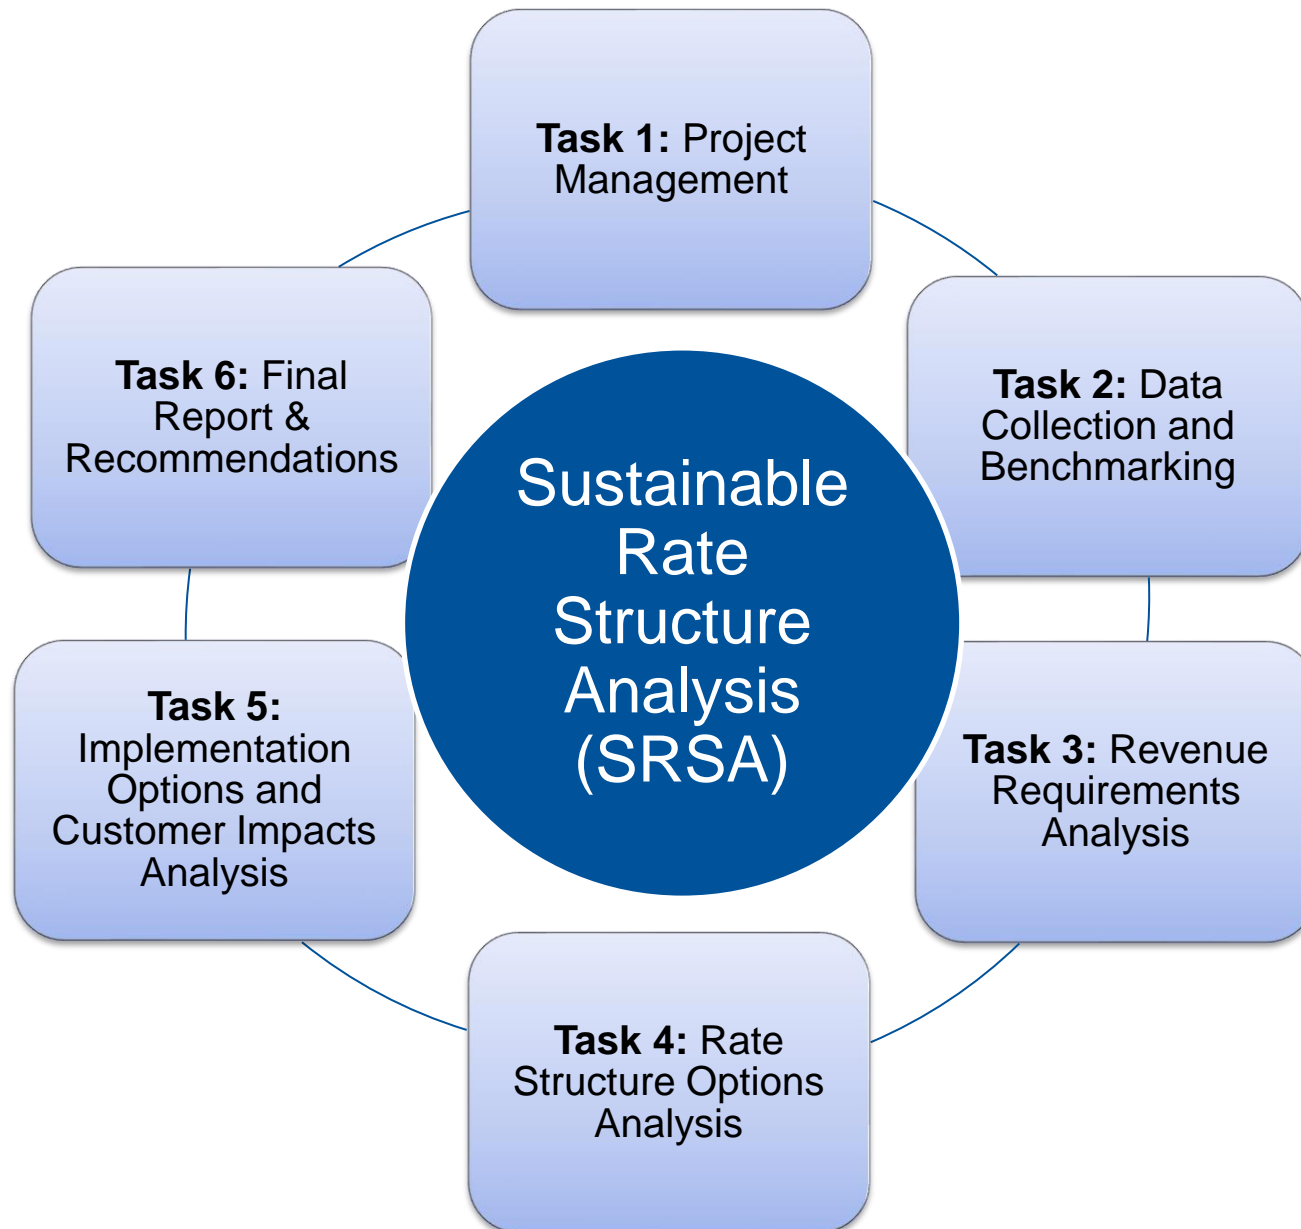 Task 1: Project
Management
Task 2: Data
Collection and
Benchmarking
Task 3: Revenue
Requirements
Analysis
Task 4: Rate
Structure Options
Analysis
Task 5:
Implementation
Options and
Customer Impacts
Analysis
Task 6: Final
Report &
Recommendations
Sustainable
Rate
Structure
Analysis
(SRSA)